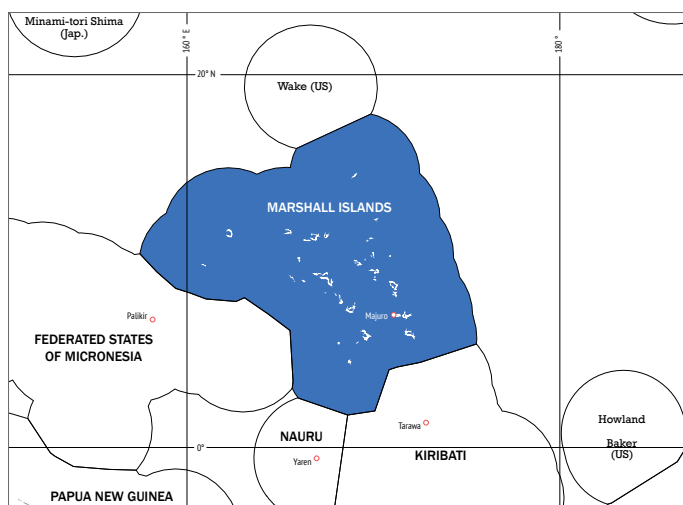 Minami-tori Shima
(Jap.)
160° E
180°
20° N
Wake (US)
MARSHALL ISLANDS
Majuro
Palikir
FEDERATED STATES
OF MICRONESIA
Howland
Baker
(US)
Tarawa
NAURU
0°
KIRIBATI
Yaren
PAPUA NEW GUINEA